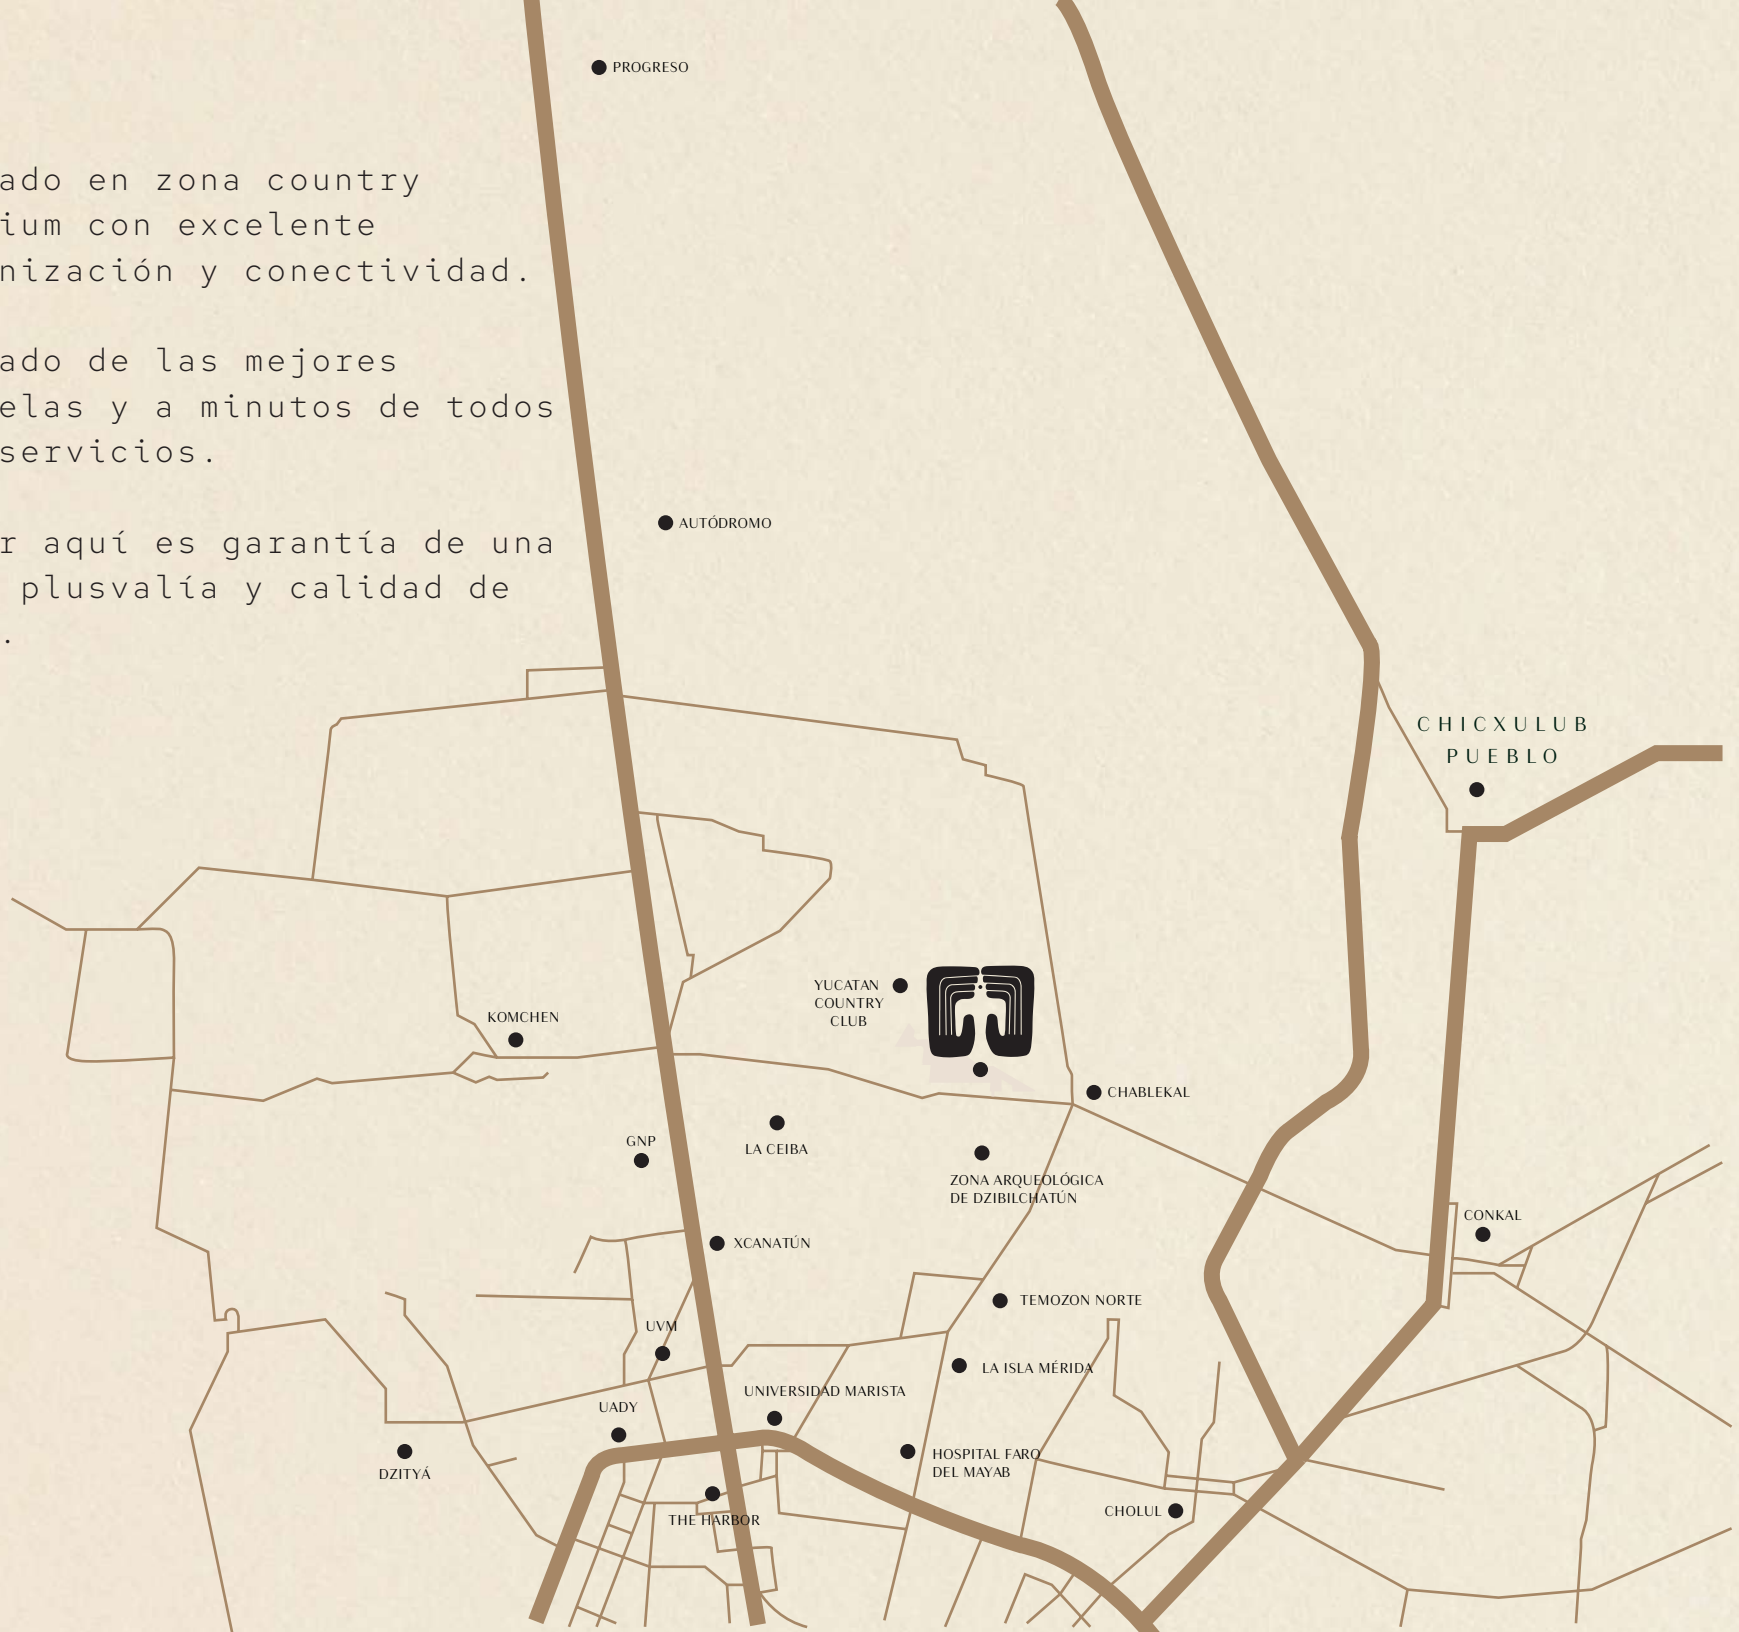 PROGRESO
ado en zona country
ium con excelente
nización y conectividad.
ado de las mejores
elas y a minutos de todos
servicios.
r aquí es garantía de una
plusvalía y calidad de
.
AUTÓDROMO
CHICXULUB
PUEBLO
YUCATAN
COUNTRY
CLUB
KOMCHEN
CHABLEKAL
GNP
LA CEIBA
ZONA ARQUEOLÓGICA
DE DZIBILCHATÚN
CONKAL
XCANATÚN
TEMOZON NORTE
UVM
LA ISLA MÉRIDA
UNIVERSIDAD MARISTA
UADY
HOSPITAL FARO
DEL MAYAB
DZITYÁ
CHOLUL
THE HARBOR